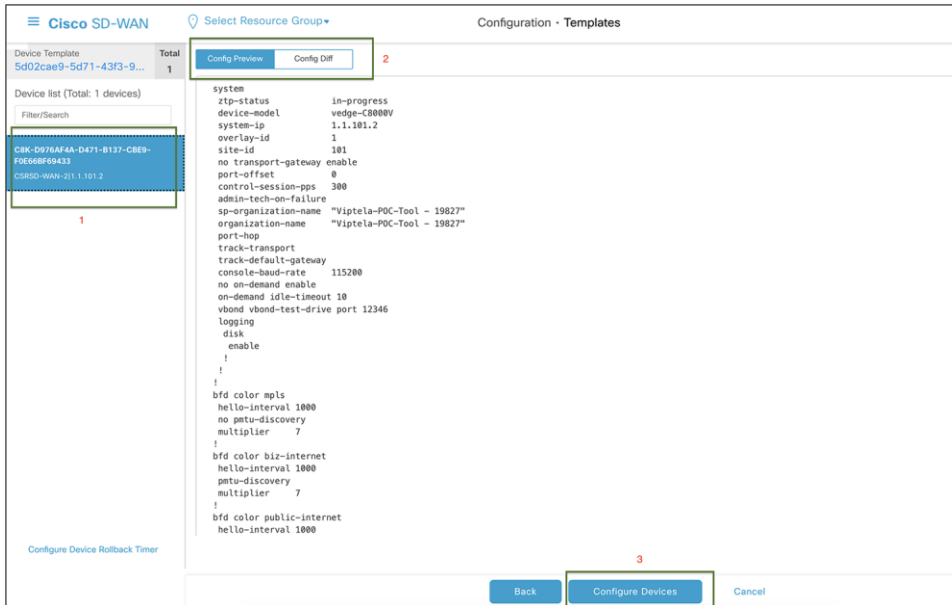 Cisco SD-WAN
Select Resource Group
Configuration · Templates
Device Template
Total
5d02cae9-5d71-43f3-9...
1
Device list (Total: 1 devices)
Filter/Search
C8K-D976AF4A-D471-B137-CBE9-
F0E66BF69433
CSRSD-WAN-2|1.1.101.2
1
Configure Device Rollback Timer
Config Preview
Config Diff
2
system
ztp-status in-progress
device-model vedge-C8000V
system-ip 1.1.101.2
overlay-id 1
site-id 101
no transport-gateway enable
port-offset 0
control-session-pps 300
admin-tech-on-failure
sp-organization-name "Viptela-POC-Tool - 19827"
organization-name "Viptela-POC-Tool - 19827"
port-hop
track-transport
track-default-gateway
console-baud-rate 115200
no on-demand enable
on-demand idle-timeout 10
vbond vbond-test-drive port 12346
logging
disk
enable
!
!
!
bfd color mpls
hello-interval 1000
no pmtu-discovery
multiplier 7
!
bfd color biz-internet
hello-interval 1000
pmtu-discovery
multiplier 7
!
bfd color public-internet
hello-interval 1000
3
Back
Configure Devices
Cancel